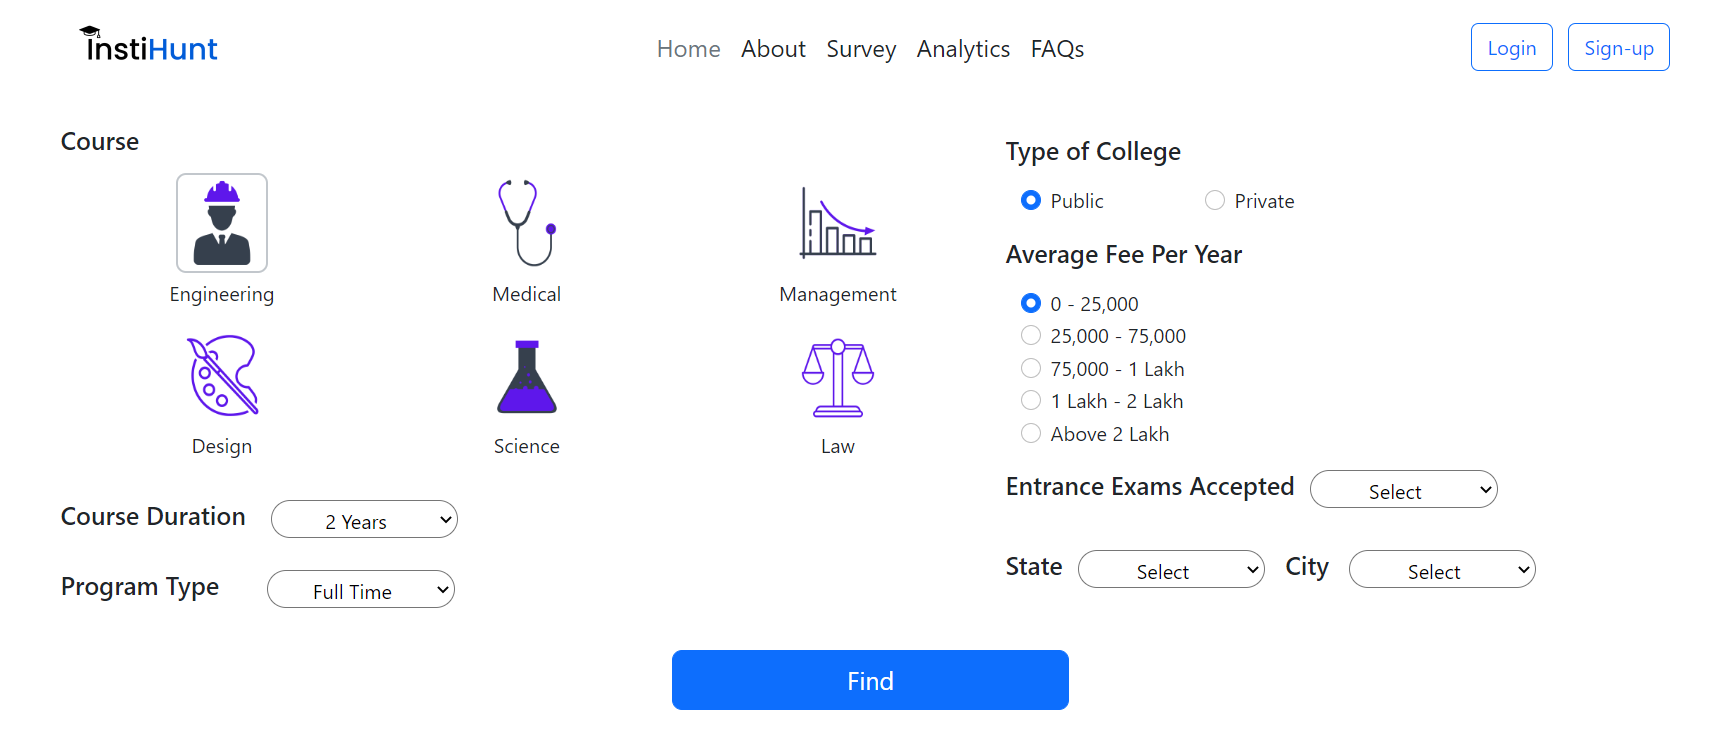 InstiHunt
Home About Survey Analytics FAQs
Login Sign-up
Course
Engineering Medical Management
Design Science Law
Course Duration 2 Years
Program Type Full Time
Type of College
Public Private
Average Fee Per Year
0 - 25,000
25,000 - 75,000
75,000 - 1 Lakh
1 Lakh - 2 Lakh
Above 2 Lakh
Entrance Exams Accepted Select
State Select City Select
Find